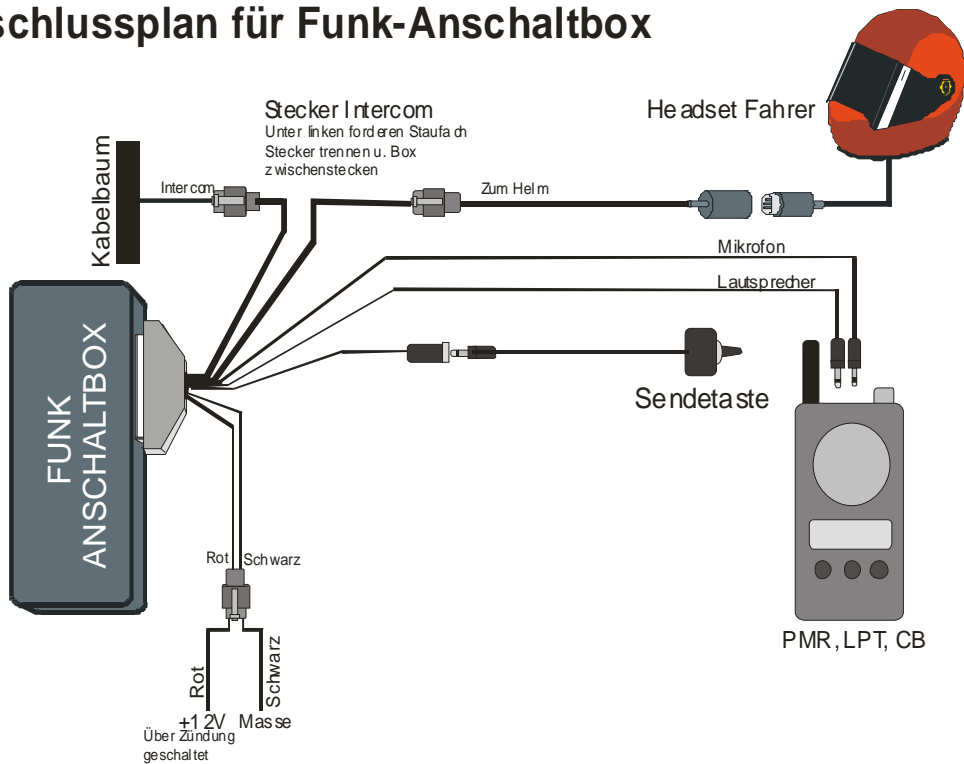 schlussplan für Funk-Anschaltbox
Stecker Intercom
Unter linken forderen Staufach
Stecker trennen u. Box
zwischenstecken
Headset Fahrer
Kabelbaum
Intercom
Zum Helm
Mikrofon
Lautsprecher
Sendetaste
FUNK
ANSCHALTBOX
Rot
Schwarz
PMR, LPT, CB
Rot
Schwarz
+12V
Masse
Über Zündung
geschaltet